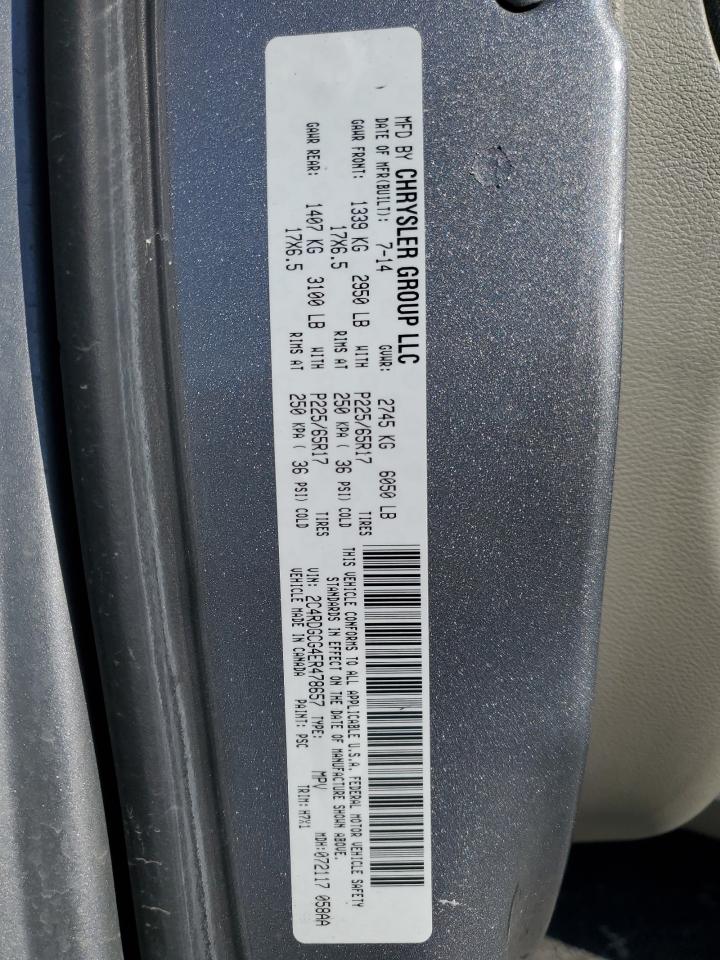 MFD BY CHRYSLER GROUP LLC
DATE OF MFR(BUILT): 7-14 GVWR: 2745 KG 6050 LB
GAWR FRONT: 1339 KG 2950 LB WITH P225/65R17 TIRES
17X6.5 RIMS AT 250 KPA ( 36 PSI) COLD
GAWR REAR: 1407 KG 3100 LB WITH P225/65R17 TIRES
17X6.5 RIMS AT 250 KPA ( 36 PSI) COLD
THIS VEHICLE CONFORMS TO ALL APPLICABLE U.S.A. FEDERAL MOTOR VEHICLE SAFETY
STANDARDS IN EFFECT ON THE DATE OF MANUFACTURE SHOWN ABOVE.
VIN: 2C4RDGCG4ER478657 TYPE: MPV MDH:072117 058AA
VEHICLE MADE IN CANADA PAINT: PSC TRIM: H7X1